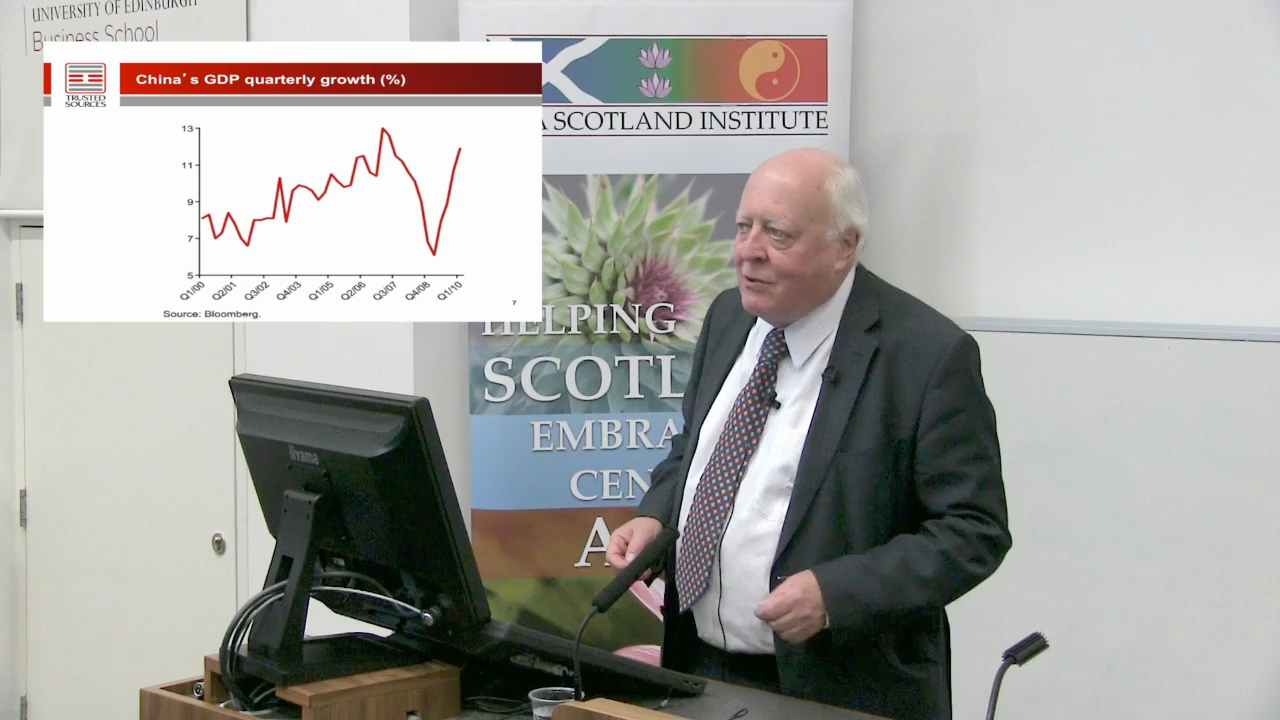 UNIVERSITY OF EDINBURGH
Business School
China's GDP quarterly growth (%)
TRUSTED
SOURCES
13
11
9
7
5
Q1/00
Q2/01
Q3/02
Q4/03
Q1/05
Q2/06
Q3/07
Q4/08
Q1/10
7
Source: Bloomberg.
A SCOTLAND INSTITUTE
HELPING
SCOTL
EMBRA
CEN
A
iiyama